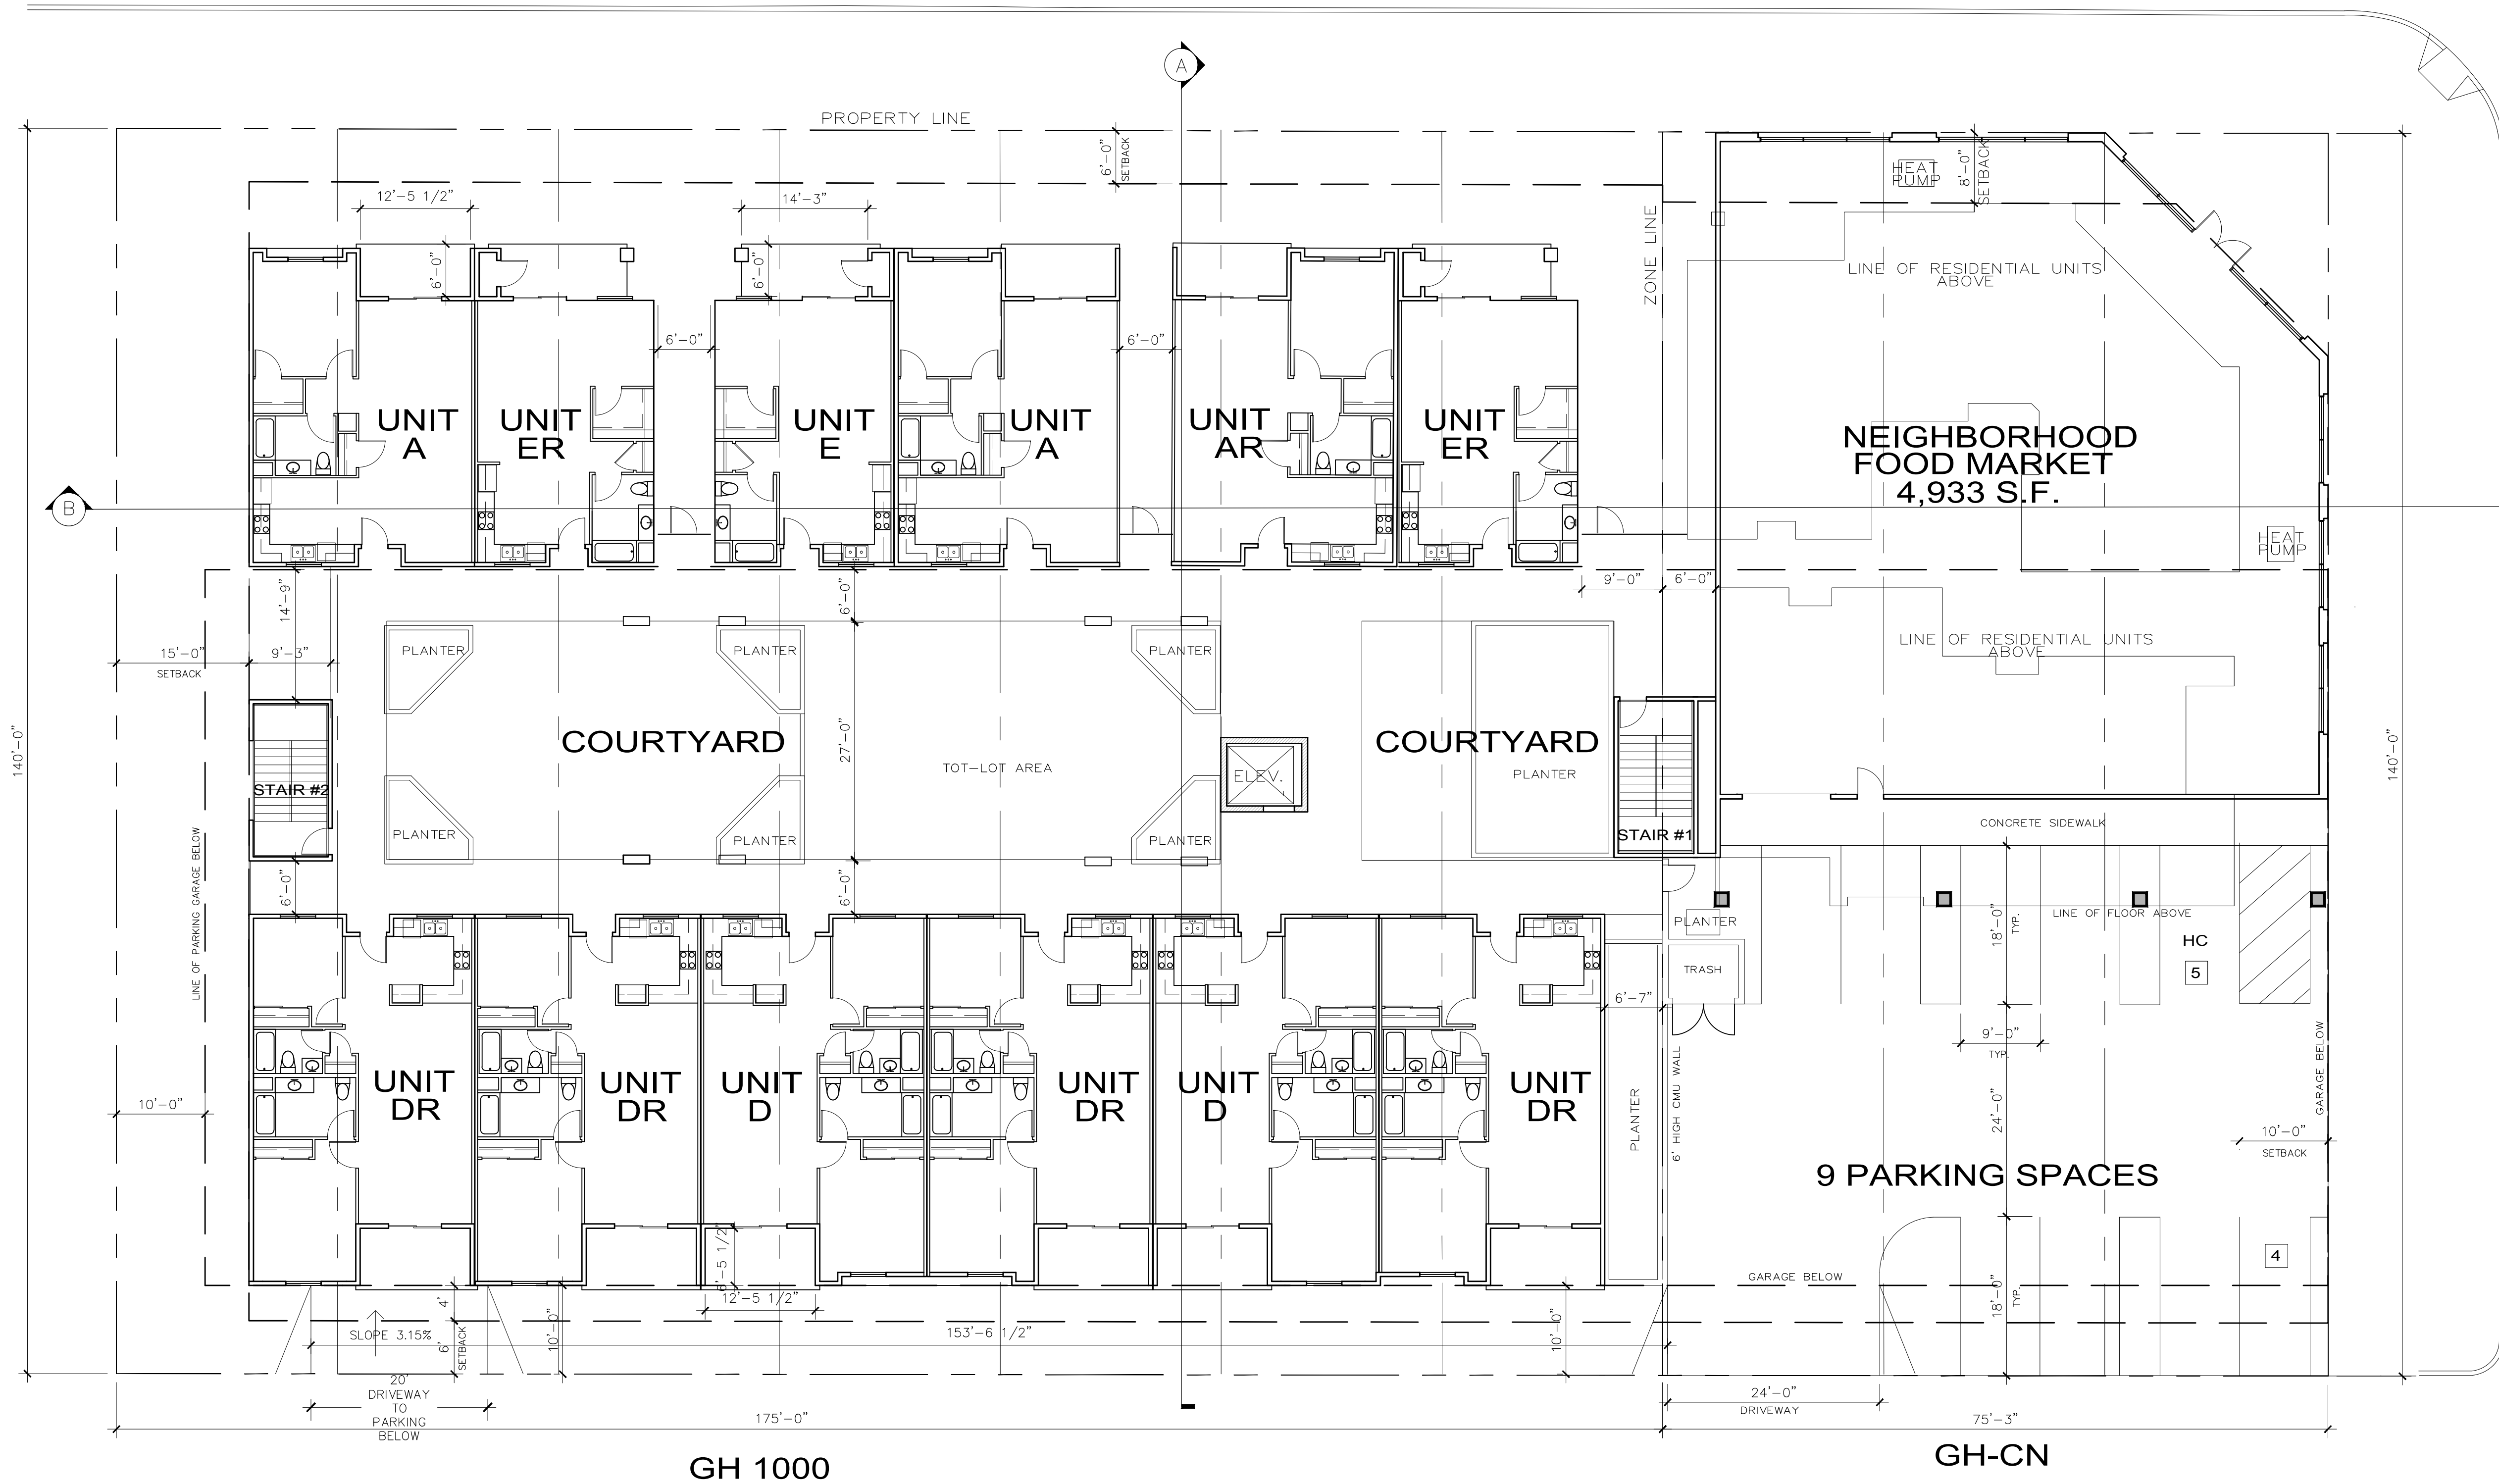 A
PROPERTY LINE
6'-0"
SETBACK
12'-5 1/2"
14'-3"
HEAT
PUMP
8'-0"
SETBACK
ZONE LINE
6'-0"
6'-0"
LINE OF RESIDENTIAL UNITS
ABOVE
6'-0"
6'-0"
UNIT
A
UNIT
ER
UNIT
E
UNIT
A
UNIT
AR
UNIT
ER
NEIGHBORHOOD
FOOD MARKET
4,933 S.F.
B
HEAT
PUMP
14'-9"
6'-0"
9'-0"
6'-0"
15'-0"
SETBACK
9'-3"
PLANTER
PLANTER
PLANTER
LINE OF RESIDENTIAL UNITS
ABOVE
140'-0"
COURTYARD
27'-0"
TOT-LOT AREA
ELEV.
COURTYARD
PLANTER
140'-0"
STAIR #2
PLANTER
PLANTER
PLANTER
STAIR #1
CONCRETE SIDEWALK
LINE OF PARKING GARAGE BELOW
6'-0"
6'-0"
PLANTER
18'-0"
TYP.
LINE OF FLOOR ABOVE
HC
5
TRASH
6'-7"
9'-0"
TYP.
GARAGE BELOW
UNIT
DR
UNIT
DR
UNIT
D
UNIT
DR
UNIT
D
UNIT
DR
10'-0"
PLANTER
6' HIGH CMU WALL
24'-0"
10'-0"
SETBACK
9 PARKING SPACES
6'-5 1/2"
12'-5 1/2"
4
GARAGE BELOW
18'-0"
TYP.
SLOPE 3.15%
4'
6'
SETBACK
10'-0"
153'-6 1/2"
10'-0"
20'
DRIVEWAY
TO
PARKING
BELOW
24'-0"
DRIVEWAY
175'-0"
75'-3"
GH 1000
GH-CN